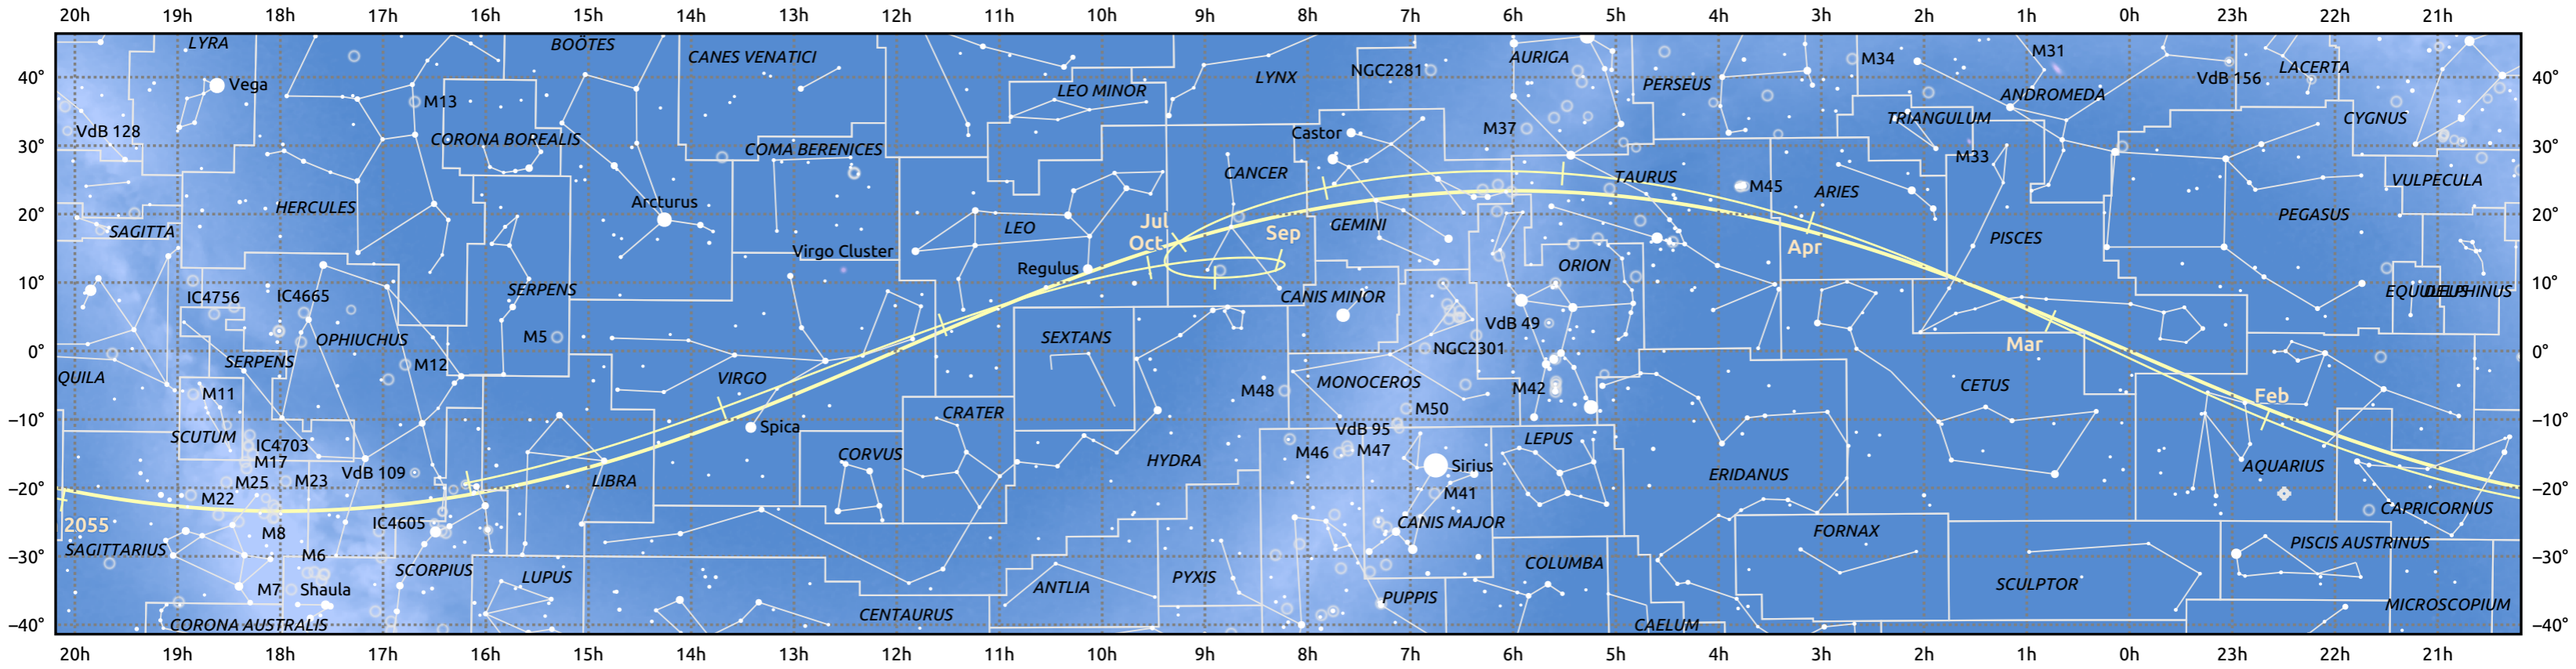 20h 19h 18h 17h 16h 15h 14h 13h 12h 11h 10h 9h 8h 7h 6h 5h 4h 3h 2h 1h 0h 23h 22h 21h
LYRA BOÖTES CANES VENATICI LYNX AURIGA M31 LACERTA
40° Vega LEO MINOR NGC2281 PERSEUS M34 ANDROMEDA VdB 156 40°
M13
VdB 128 CORONA BOREALIS COMA BERENICES Castor M37 TRIANGULUM CYGNUS
30° M33 30°
HERCULES Arcturus CANCER TAURUS M45 ARIES VULPECULA
20° SAGITTA LEO Jul Sep GEMINI PISCES PEGASUS 20°
Virgo Cluster Oct Apr
Regulus ORION
10° IC4756 IC4665 SERPENS CANIS MINOR EQUULEUS DELPHINUS 10°
OPHIUCHUS M5 SEXTANS VdB 49 Mar
0° SERPENS M12 NGC2301 0°
QUILA M11 VIRGO M48 MONOCEROS M42 CETUS Feb
−10° CRATER M50 −10°
SCUTUM IC4703 Spica VdB 95 LEPUS
M17 VdB 109 CORVUS HYDRA M46 M47 Sirius ERIDANUS AQUARIUS
−20° M22 M25 M23 LIBRA M41 −20°
2055 M8 IC4605 CANIS MAJOR FORNAX CAPRICORNUS
−30° SAGITTARIUS M6 SCORPIUS LUPUS COLUMBA PISCIS AUSTRINUS −30°
M7 Shaula ANTLIA PYXIS PUPPIS SCULPTOR
−40° CORONA AUSTRALIS CENTAURUS CAELUM MICROSCOPIUM −40°
20h 19h 18h 17h 16h 15h 14h 13h 12h 11h 10h 9h 8h 7h 6h 5h 4h 3h 2h 1h 0h 23h 22h 21h